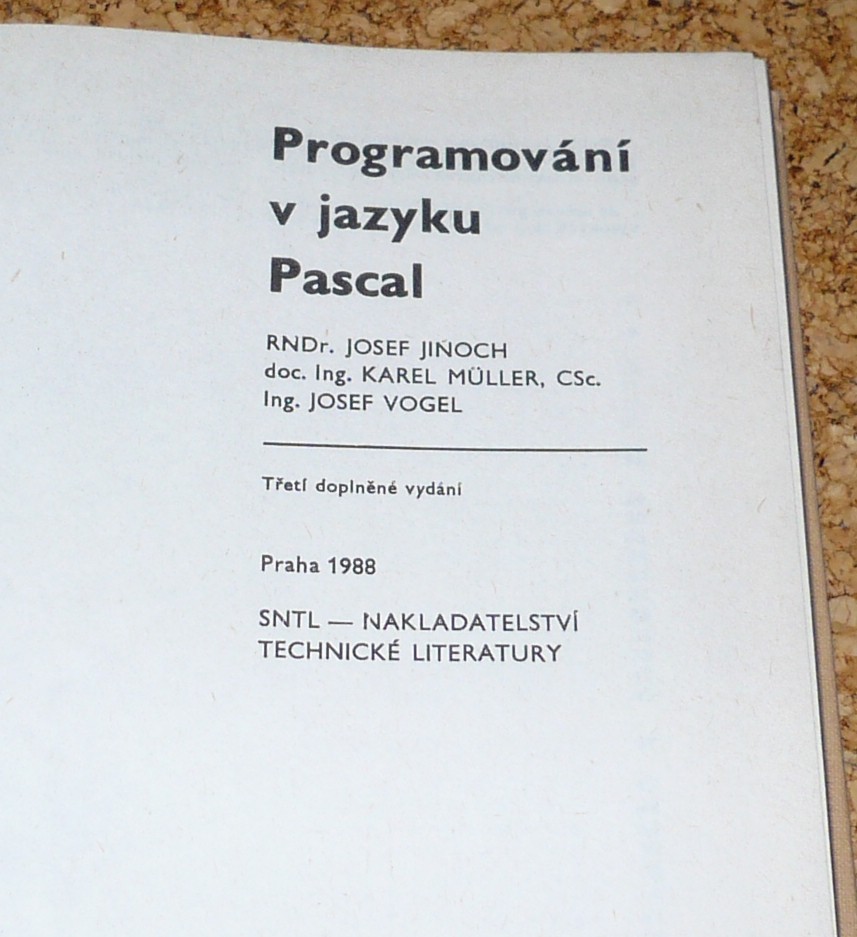 Programování
v jazyku
Pascal
RNDr. JOSEF JINOCH
doc. Ing. KAREL MÜLLER, CSc.
Ing. JOSEF VOGEL
Třetí doplněné vydání
Praha 1988
SNTL — NAKLADATELSTVÍ
TECHNICKÉ LITERATURY